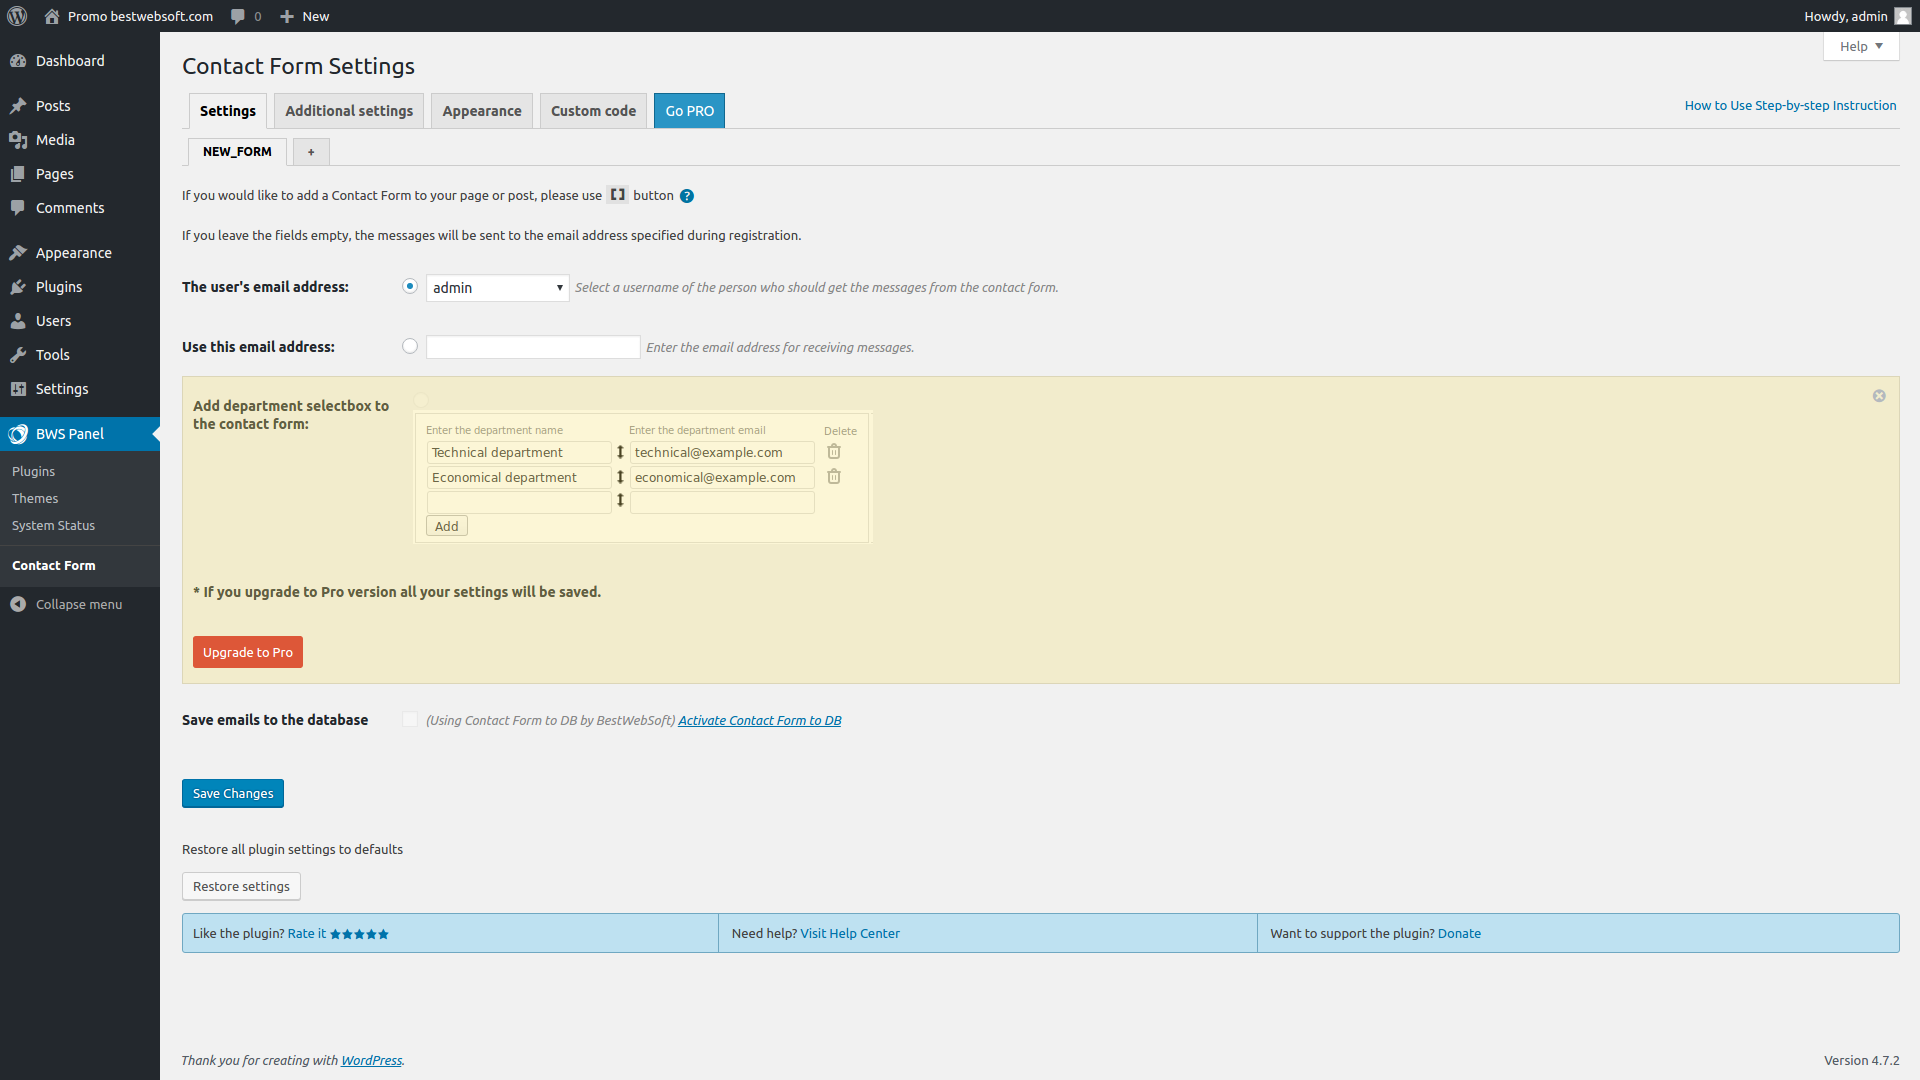 Promo bestwebsoft.com 0 New Howdy, admin
Help
Dashboard
Posts
Media
Pages
Comments
Appearance
Plugins
Users
Tools
Settings
BWS Panel
Plugins
Themes
System Status
Contact Form
Collapse menu
Contact Form Settings
Settings Additional settings Appearance Custom code Go PRO
How to Use Step-by-step Instruction
NEW_FORM +
If you would like to add a Contact Form to your page or post, please use button ?
If you leave the fields empty, the messages will be sent to the email address specified during registration.
The user's email address: admin Select a username of the person who should get the messages from the contact form.
Use this email address: Enter the email address for receiving messages.
Add department selectbox to
the contact form:
Enter the department name Enter the department email Delete
Technical department technical@example.com
Economical department economical@example.com
Add
* If you upgrade to Pro version all your settings will be saved.
Upgrade to Pro
Save emails to the database (Using Contact Form to DB by BestWebSoft) Activate Contact Form to DB
Save Changes
Restore all plugin settings to defaults
Restore settings
Like the plugin? Rate it ★★★★★ Need help? Visit Help Center Want to support the plugin? Donate
Thank you for creating with WordPress. Version 4.7.2